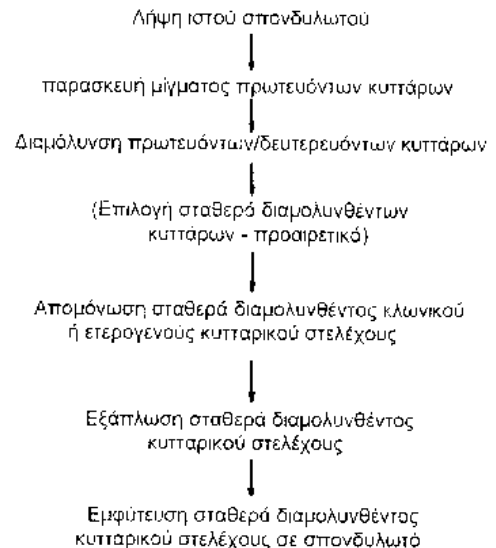 Λήψη ιστού σπονδυλωτού
παρασκευή μίγματος πρωτευόντων κυττάρων
Διαμόλυνση πρωτευόντων/δευτερευόντων κυττάρων
(Επιλογή σταθερά διαμολυνθέντων
κυττάρων - προαιρετικά)
Απομόνωση σταθερά διαμολυνθέντος κλωνικού
ή ετερογενούς κυτταρικού στελέχους
Εξάπλωση σταθερά διαμολυνθέντος
κυτταρικού στελέχους
Εμφύτευση σταθερά διαμολυνθέντος
κυτταρικού στελέχους σε σπονδυλωτό